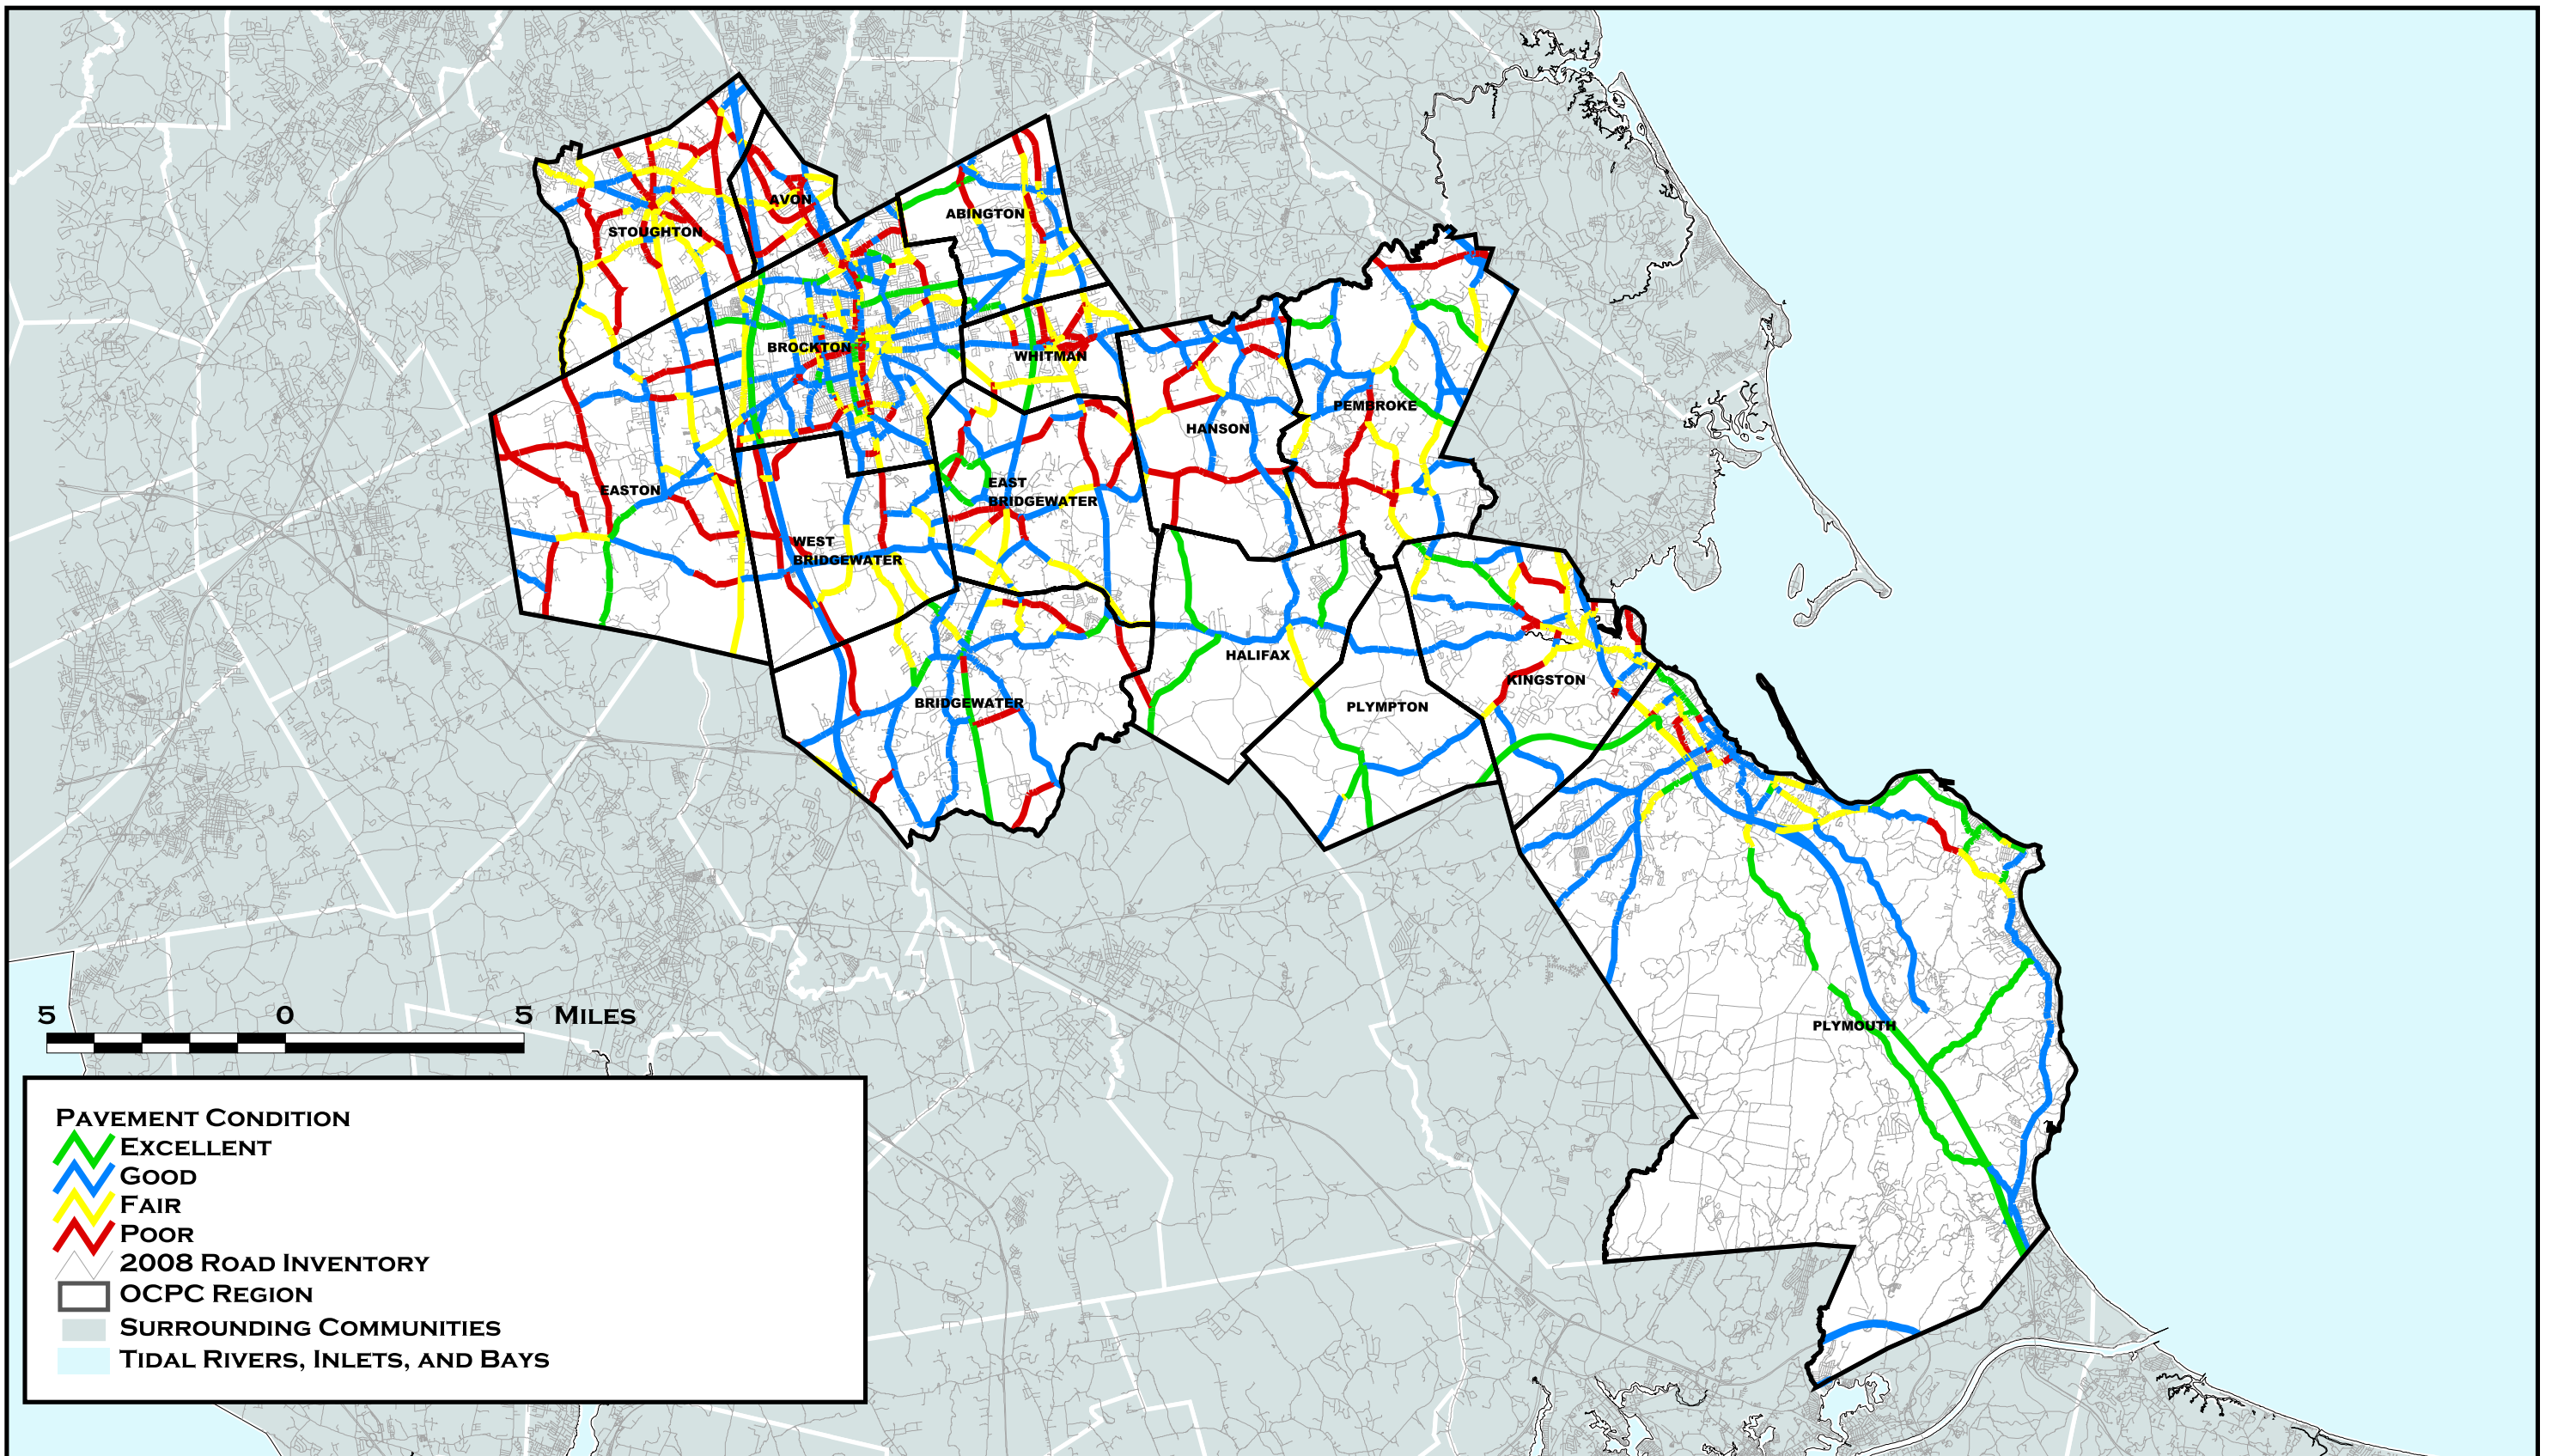 AVON
ABINGTON
STOUGHTON
BROCKTON
WHITMAN
PEMBROKE
HANSON
EASTON
EAST
BRIDGEWATER
WEST
BRIDGEWATER
HALIFAX
KINGSTON
BRIDGEWATER
PLYMPTON
PLYMOUTH
5 0 5 Miles
Pavement Condition
Excellent
Good
Fair
Poor
2008 Road Inventory
OCPC Region
Surrounding Communities
Tidal Rivers, Inlets, and Bays